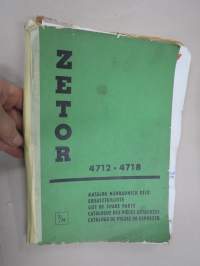 ZETOR
4712 • 4718
KATALOG NÁHRADNÍCH DÍLŮ
ERSATZTEILLISTE
LIST OF SPARE PARTS
CATALOGUE DES PIÈCES DÉTACHÉES
CATÁLOGO DE PIEZAS DE REPUESTO